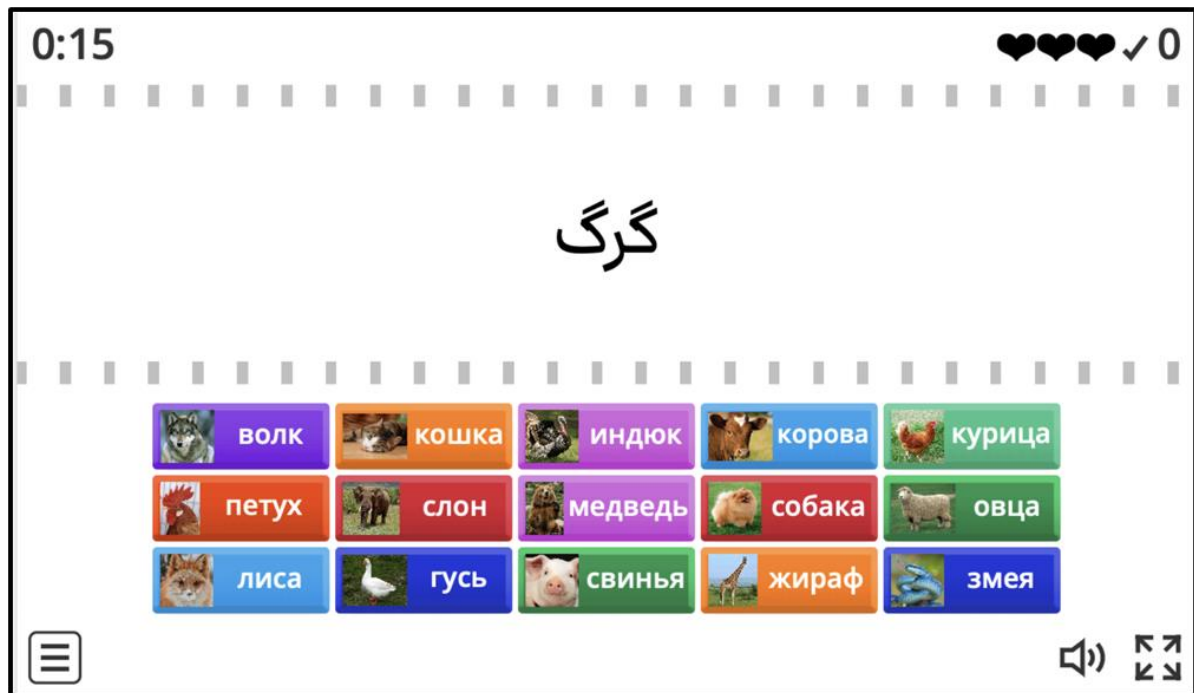 0:15 ✓ 0
گرگ
волк кошка индюк корова курица
петух слон медведь собака овца
лиса гусь свинья жираф змея